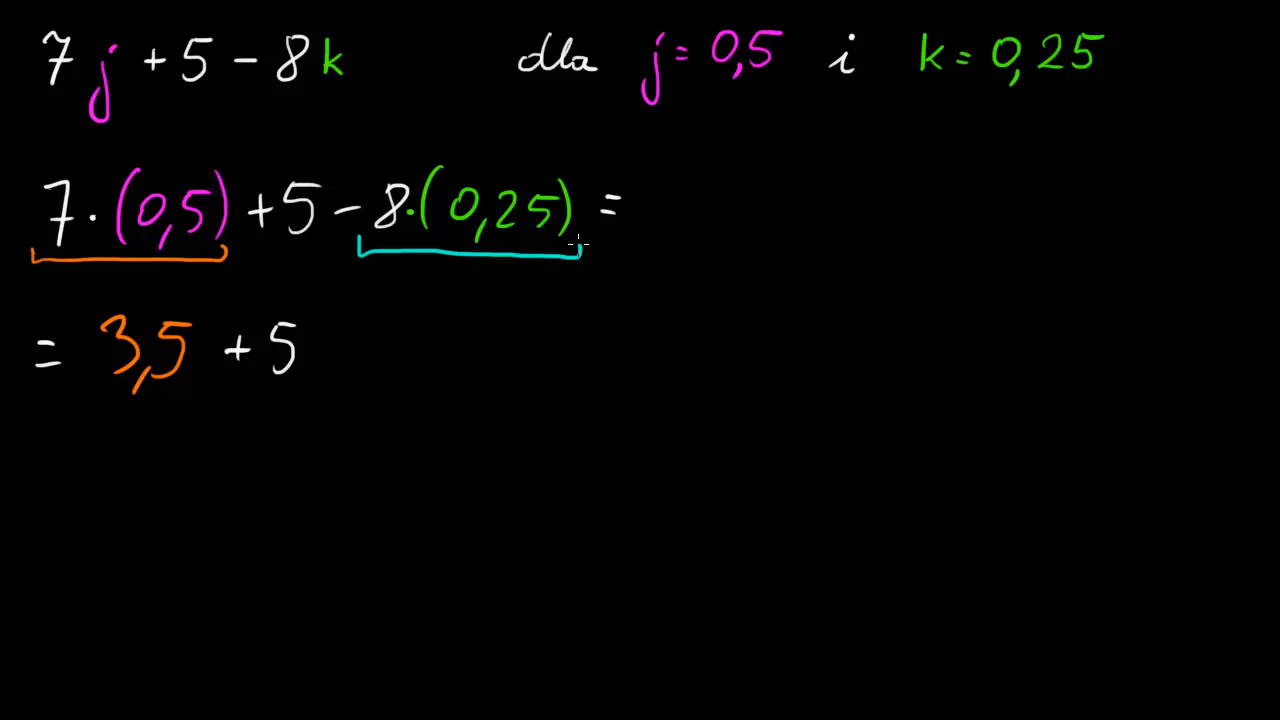 7j + 5 - 8k dla j = 0,5 i k = 0,25
7 · (0,5) + 5 - 8 · (0,25) =
= 3,5 + 5